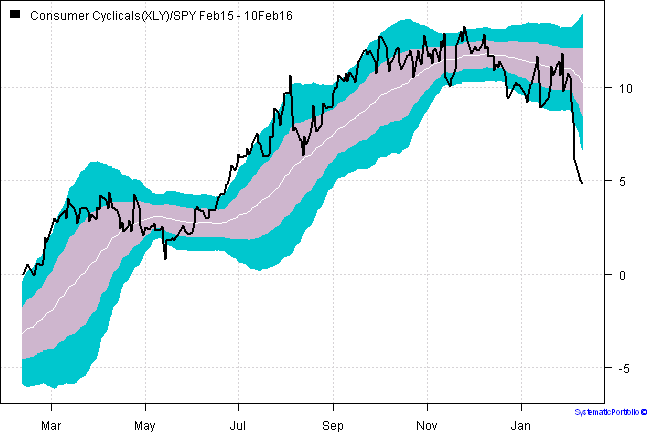 Consumer Cyclicals(XLY)/SPY Feb15 - 10Feb16
10
5
0
-5
Mar May Jul Sep Nov Jan
SystematicPortfolio ©